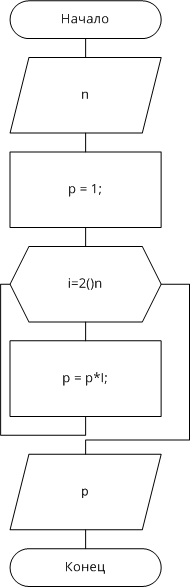 Начало
n
p = 1;
i=2()n
p = p*I;
p
Конец